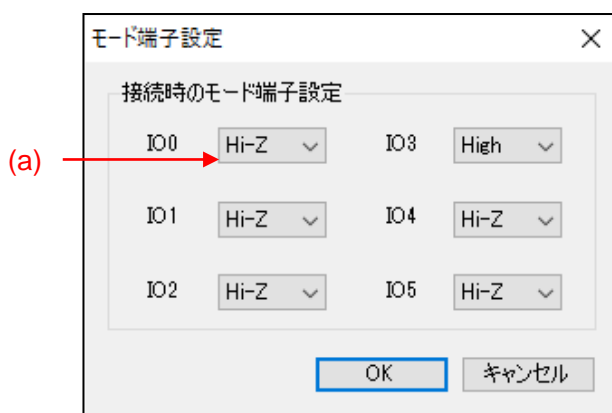 モード端子設定
接続時のモード端子設定
IO0 Hi-Z IO3 High
(a)
IO1 Hi-Z IO4 Hi-Z
IO2 Hi-Z IO5 Hi-Z
OK キャンセル